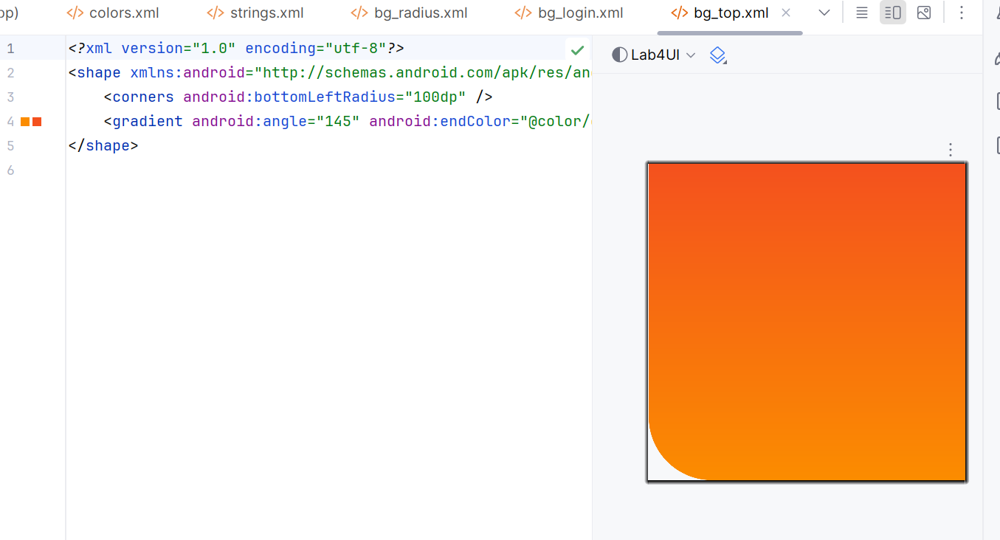 pp) </> colors.xml </> strings.xml </> bg_radius.xml </> bg_login.xml </> bg_top.xml
Lab4UI
1 <?xml version="1.0" encoding="utf-8"?>
2 <shape xmlns:android="http://schemas.android.com/apk/res/an
3 <corners android:bottomLeftRadius="100dp" />
4 <gradient android:angle="145" android:endColor="@color/
5 </shape>
6